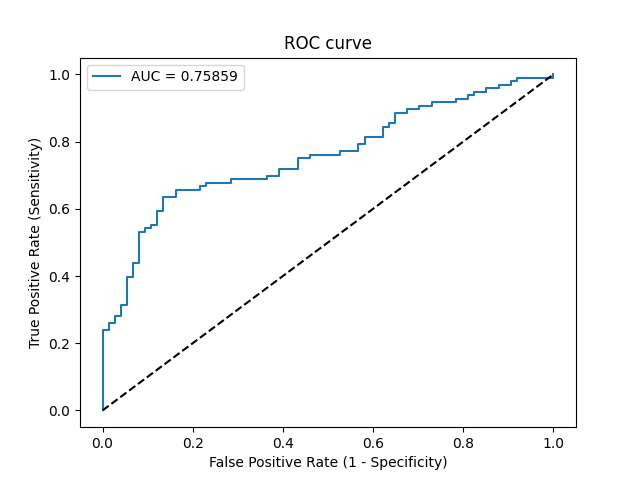 ROC curve
AUC = 0.75859
1.0
0.8
0.6
0.4
0.2
0.0
True Positive Rate (Sensitivity)
0.0 0.2 0.4 0.6 0.8 1.0
False Positive Rate (1 - Specificity)